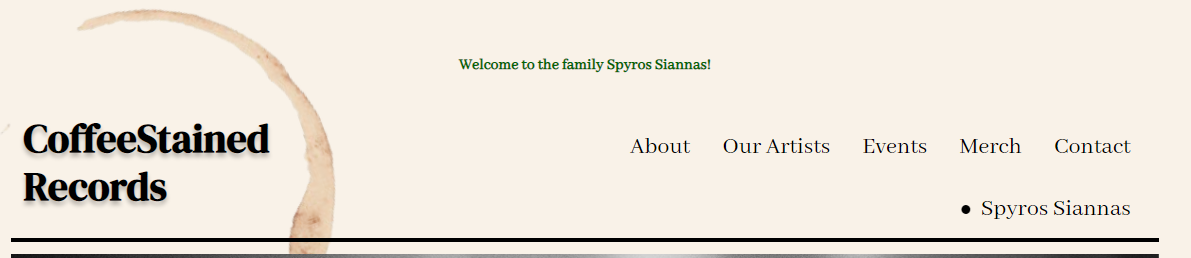 Welcome to the family Spyros Siannas!
CoffeeStained
Records
About Our Artists Events Merch Contact
● Spyros Siannas